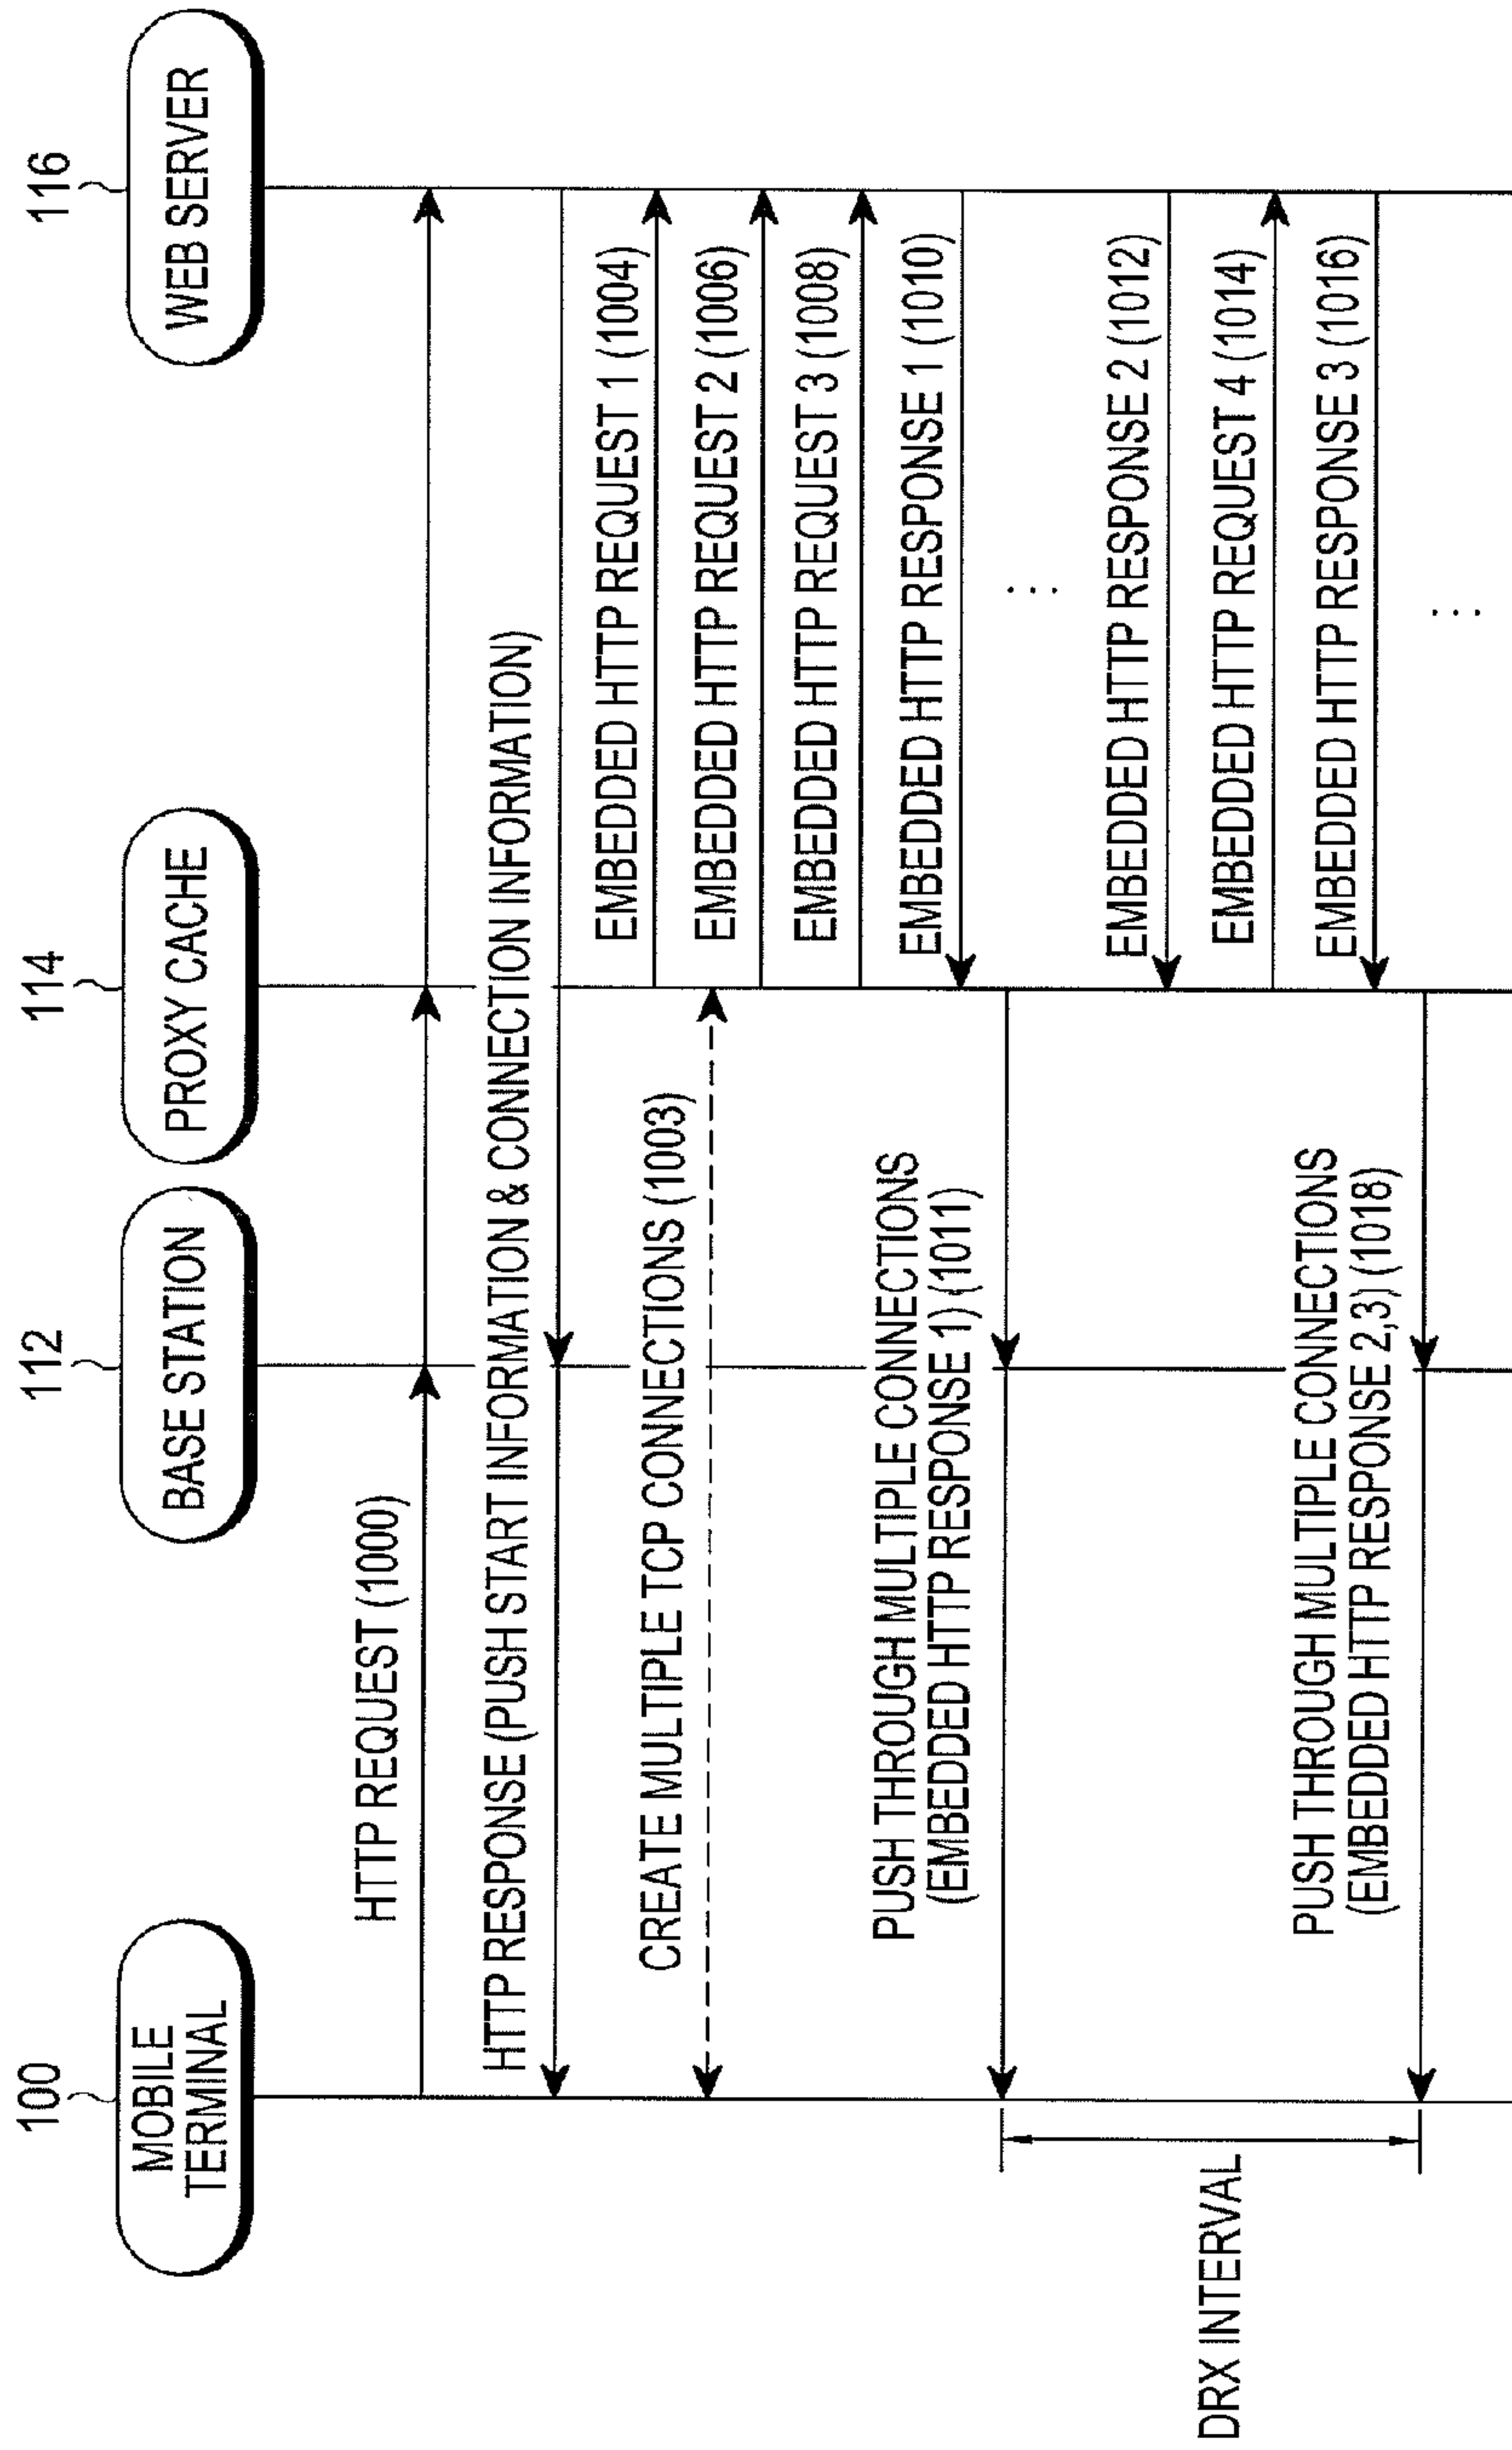 100
MOBILE
TERMINAL
112
BASE STATION
114
PROXY CACHE
116
WEB SERVER
HTTP REQUEST (1000)
HTTP RESPONSE (PUSH START INFORMATION & CONNECTION INFORMATION)
EMBEDDED HTTP REQUEST 1 (1004)
CREATE MULTIPLE TCP CONNECTIONS (1003)
EMBEDDED HTTP REQUEST 2 (1006)
EMBEDDED HTTP REQUEST 3 (1008)
EMBEDDED HTTP RESPONSE 1 (1010)
PUSH THROUGH MULTIPLE CONNECTIONS
(EMBEDDED HTTP RESPONSE 1) (1011)
...
EMBEDDED HTTP RESPONSE 2 (1012)
DRX INTERVAL
EMBEDDED HTTP REQUEST 4 (1014)
EMBEDDED HTTP RESPONSE 3 (1016)
PUSH THROUGH MULTIPLE CONNECTIONS
(EMBEDDED HTTP RESPONSE 2,3) (1018)
...